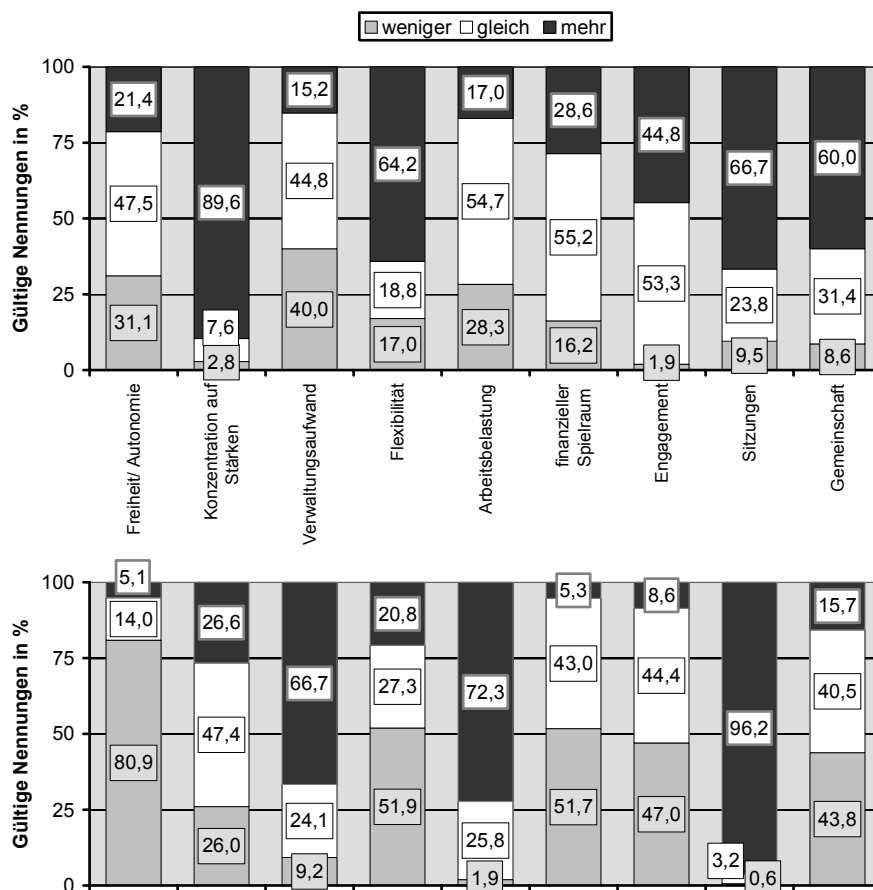 weniger gleich mehr
Gültige Nennungen in %
100
75
50
25
0
21,4 89,6 15,2 64,2 17,0 28,6 44,8 66,7 60,0
47,5 7,6 44,8 18,8 54,7 55,2 53,3 23,8 31,4
31,1 2,8 40,0 17,0 28,3 16,2 1,9 9,5 8,6
Freiheit/ Autonomie
Konzentration auf
Stärken
Verwaltungsaufwand
Flexibilität
Arbeitsbelastung
finanzieller
Spielraum
Engagement
Sitzungen
Gemeinschaft
Gültige Nennungen in %
100
75
50
25
0
5,1 26,6 66,7 20,8 72,3 5,3 8,6 96,2 15,7
14,0 47,4 24,1 27,3 25,8 43,0 44,4 3,2 40,5
80,9 26,0 9,2 51,9 1,9 51,7 47,0 0,6 43,8